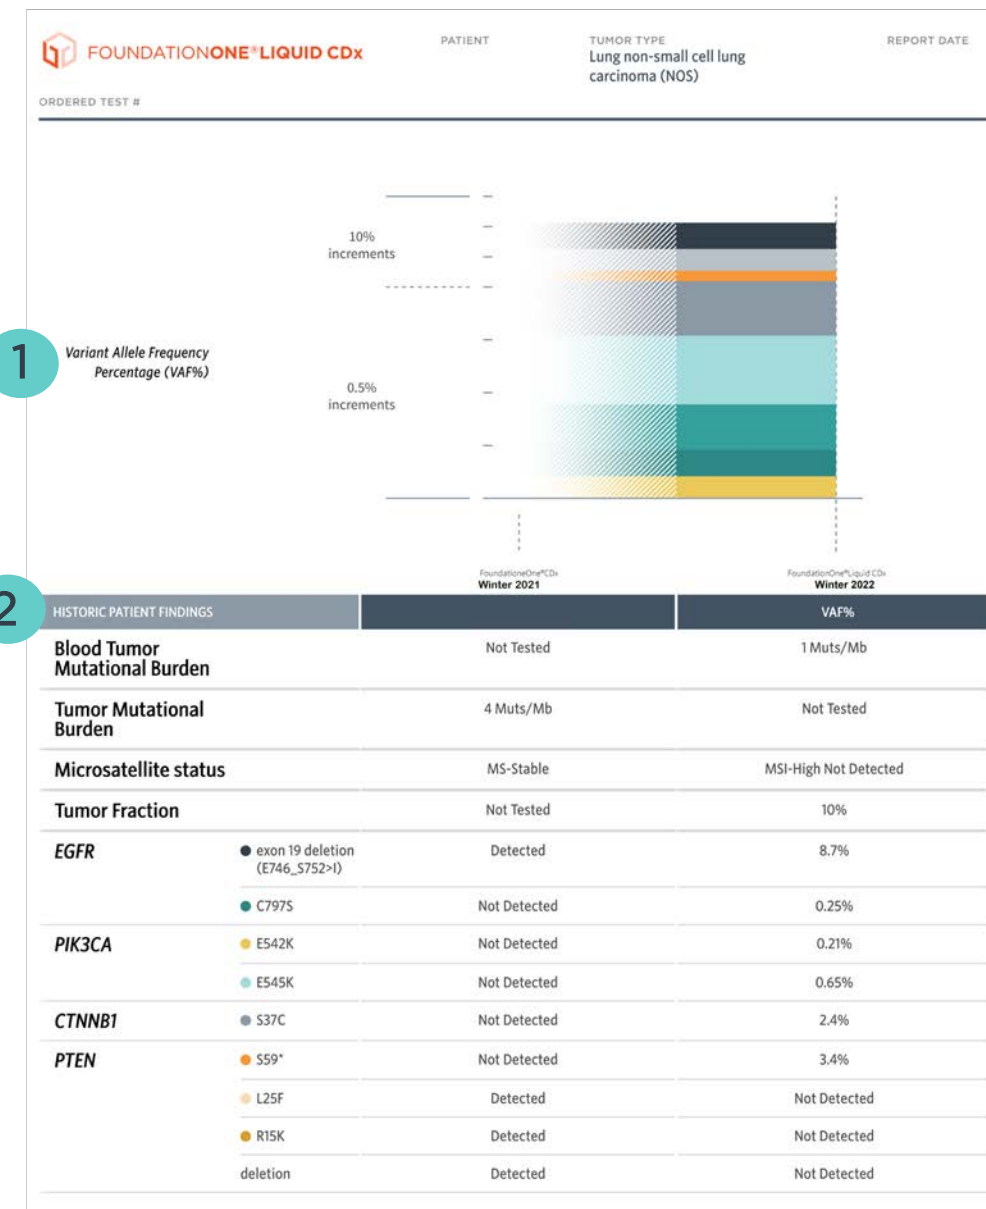 FOUNDATIONONE®LIQUID CDx
PATIENT
TUMOR TYPE
Lung non-small cell lung
carcinoma (NOS)
REPORT DATE
ORDERED TEST #
10%
increments
1
Variant Allele Frequency
Percentage (VAF%)
0.5%
increments
FoundationeOne®CDx
Winter 2021
FoundationOne®Liquid CDx
Winter 2022
2
HISTORIC PATIENT FINDINGS
VAF%
Blood Tumor
Mutational Burden
Not Tested
1 Muts/Mb
Tumor Mutational
Burden
4 Muts/Mb
Not Tested
Microsatellite status
MS-Stable
MSI-High Not Detected
Tumor Fraction
Not Tested
10%
EGFR
exon 19 deletion
(E746_S752>I)
Detected
8.7%
C797S
Not Detected
0.25%
PIK3CA
E542K
Not Detected
0.21%
E545K
Not Detected
0.65%
CTNNB1
S37C
Not Detected
2.4%
PTEN
S59*
Not Detected
3.4%
L25F
Detected
Not Detected
R15K
Detected
Not Detected
deletion
Detected
Not Detected